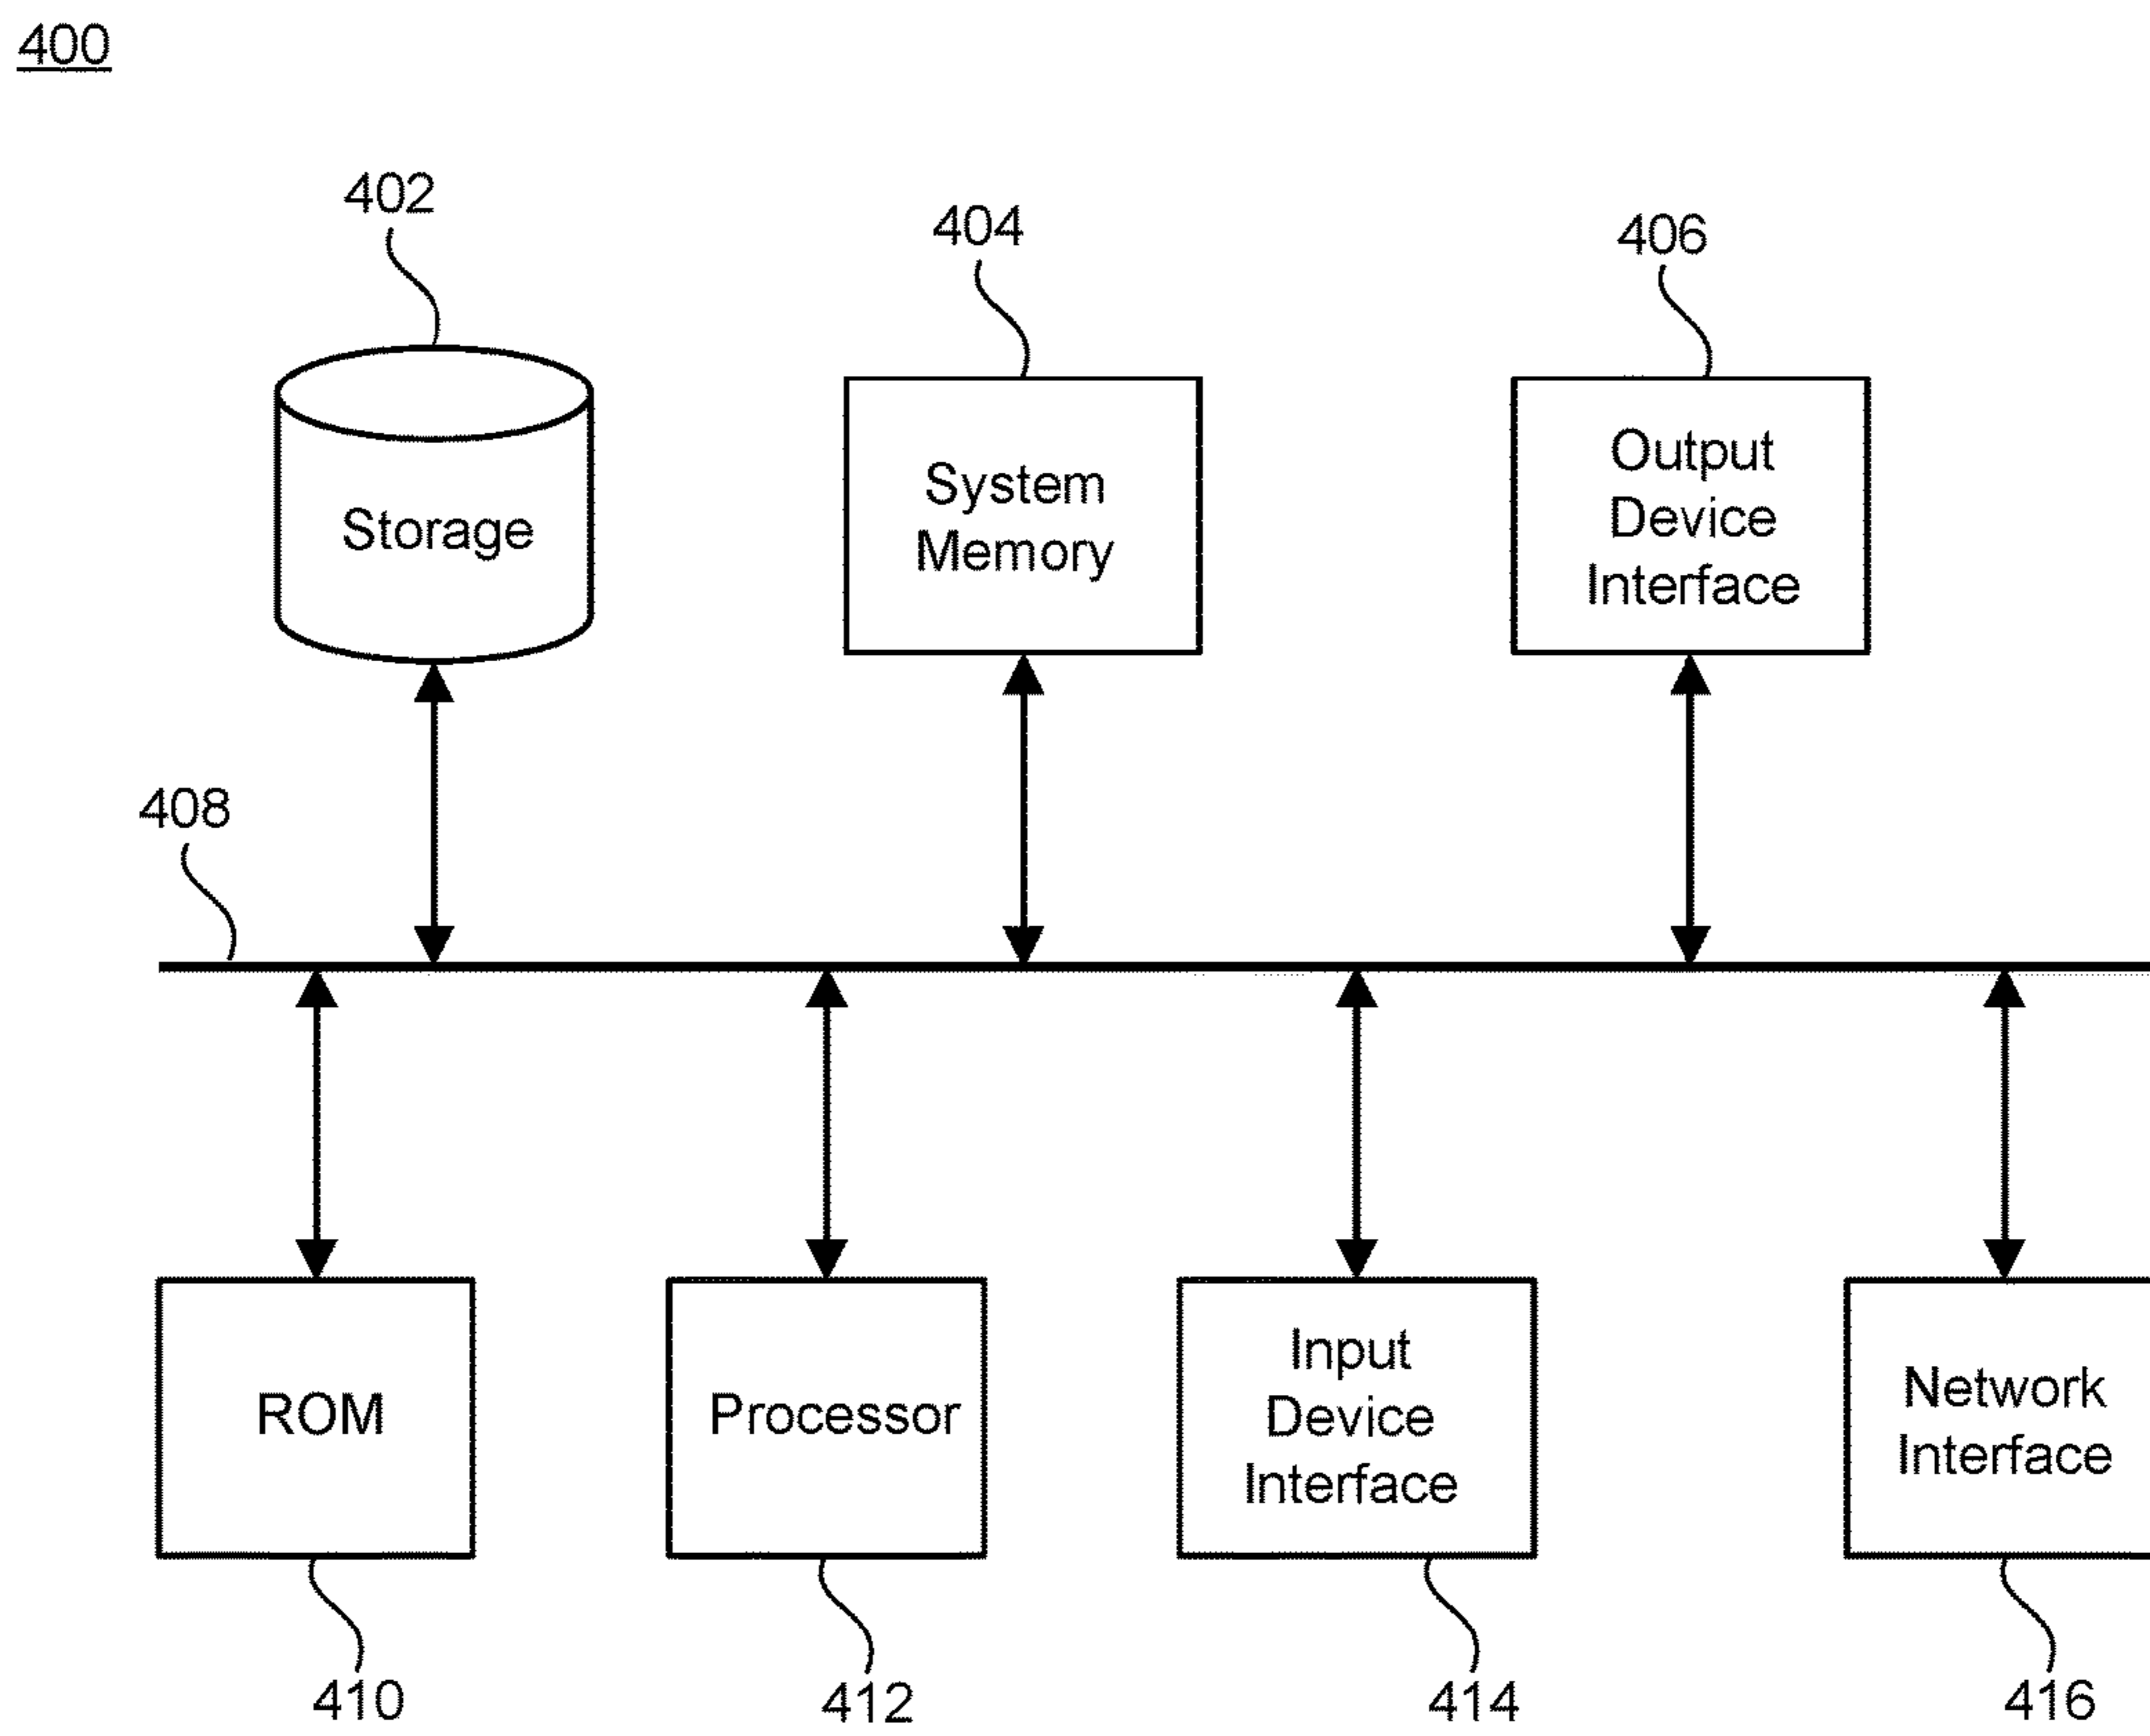 400
402
404
406
Storage
System
Memory
Output
Device
Interface
408
ROM
Processor
Input
Device
Interface
Network
Interface
410
412
414
416